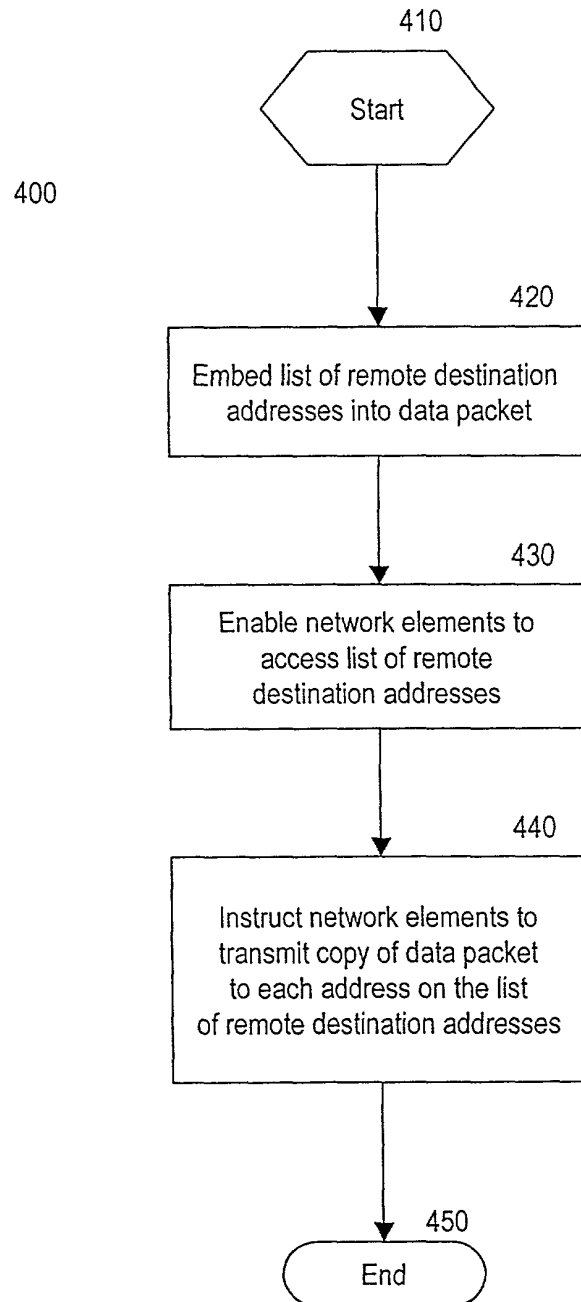 410
Start
400
420
Embed list of remote destination
addresses into data packet
430
Enable network elements to
access list of remote
destination addresses
440
Instruct network elements to
transmit copy of data packet
to each address on the list
of remote destination addresses
450
End